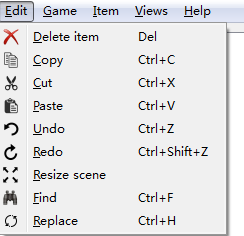 Edit Game Item Views Help
Delete item Del
Copy Ctrl+C
Cut Ctrl+X
Paste Ctrl+V
Undo Ctrl+Z
Redo Ctrl+Shift+Z
Resize scene
Find Ctrl+F
Replace Ctrl+H